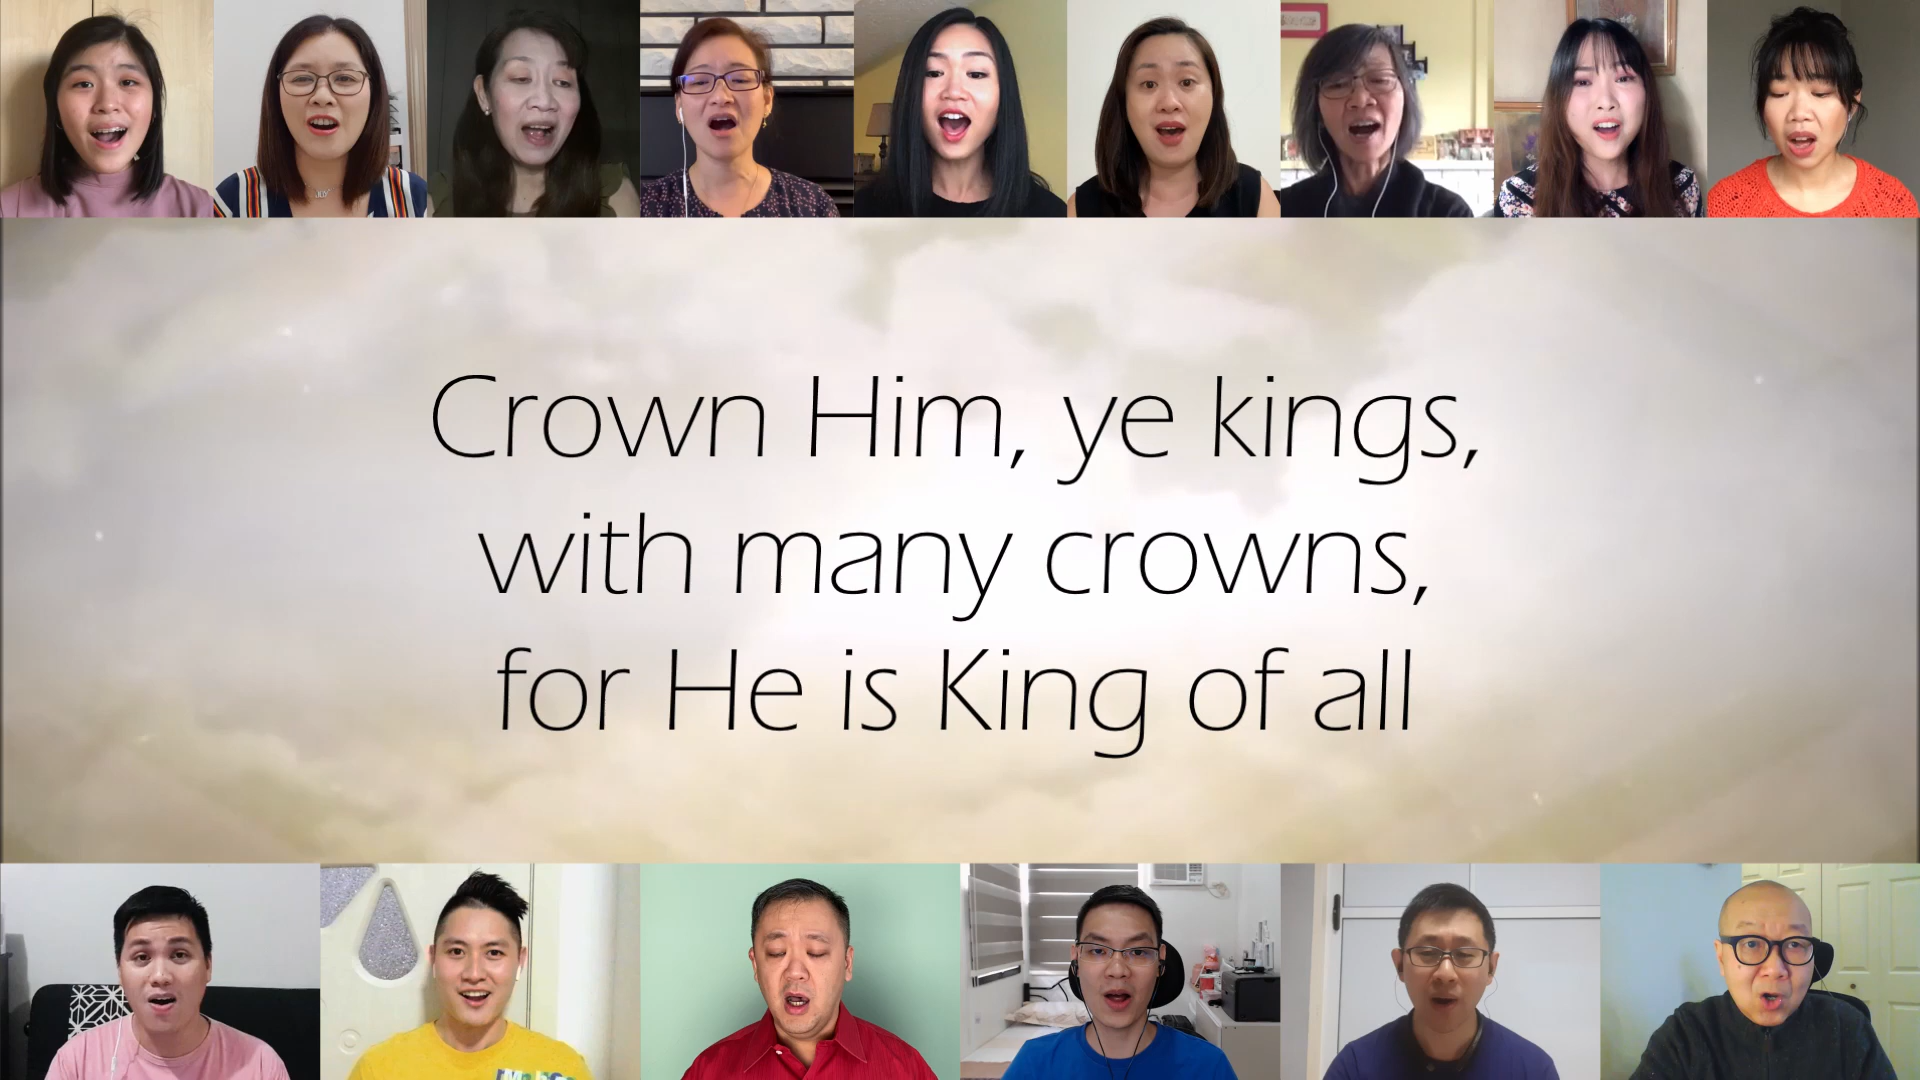 Crown Him, ye kings,
with many crowns,
for He is King of all